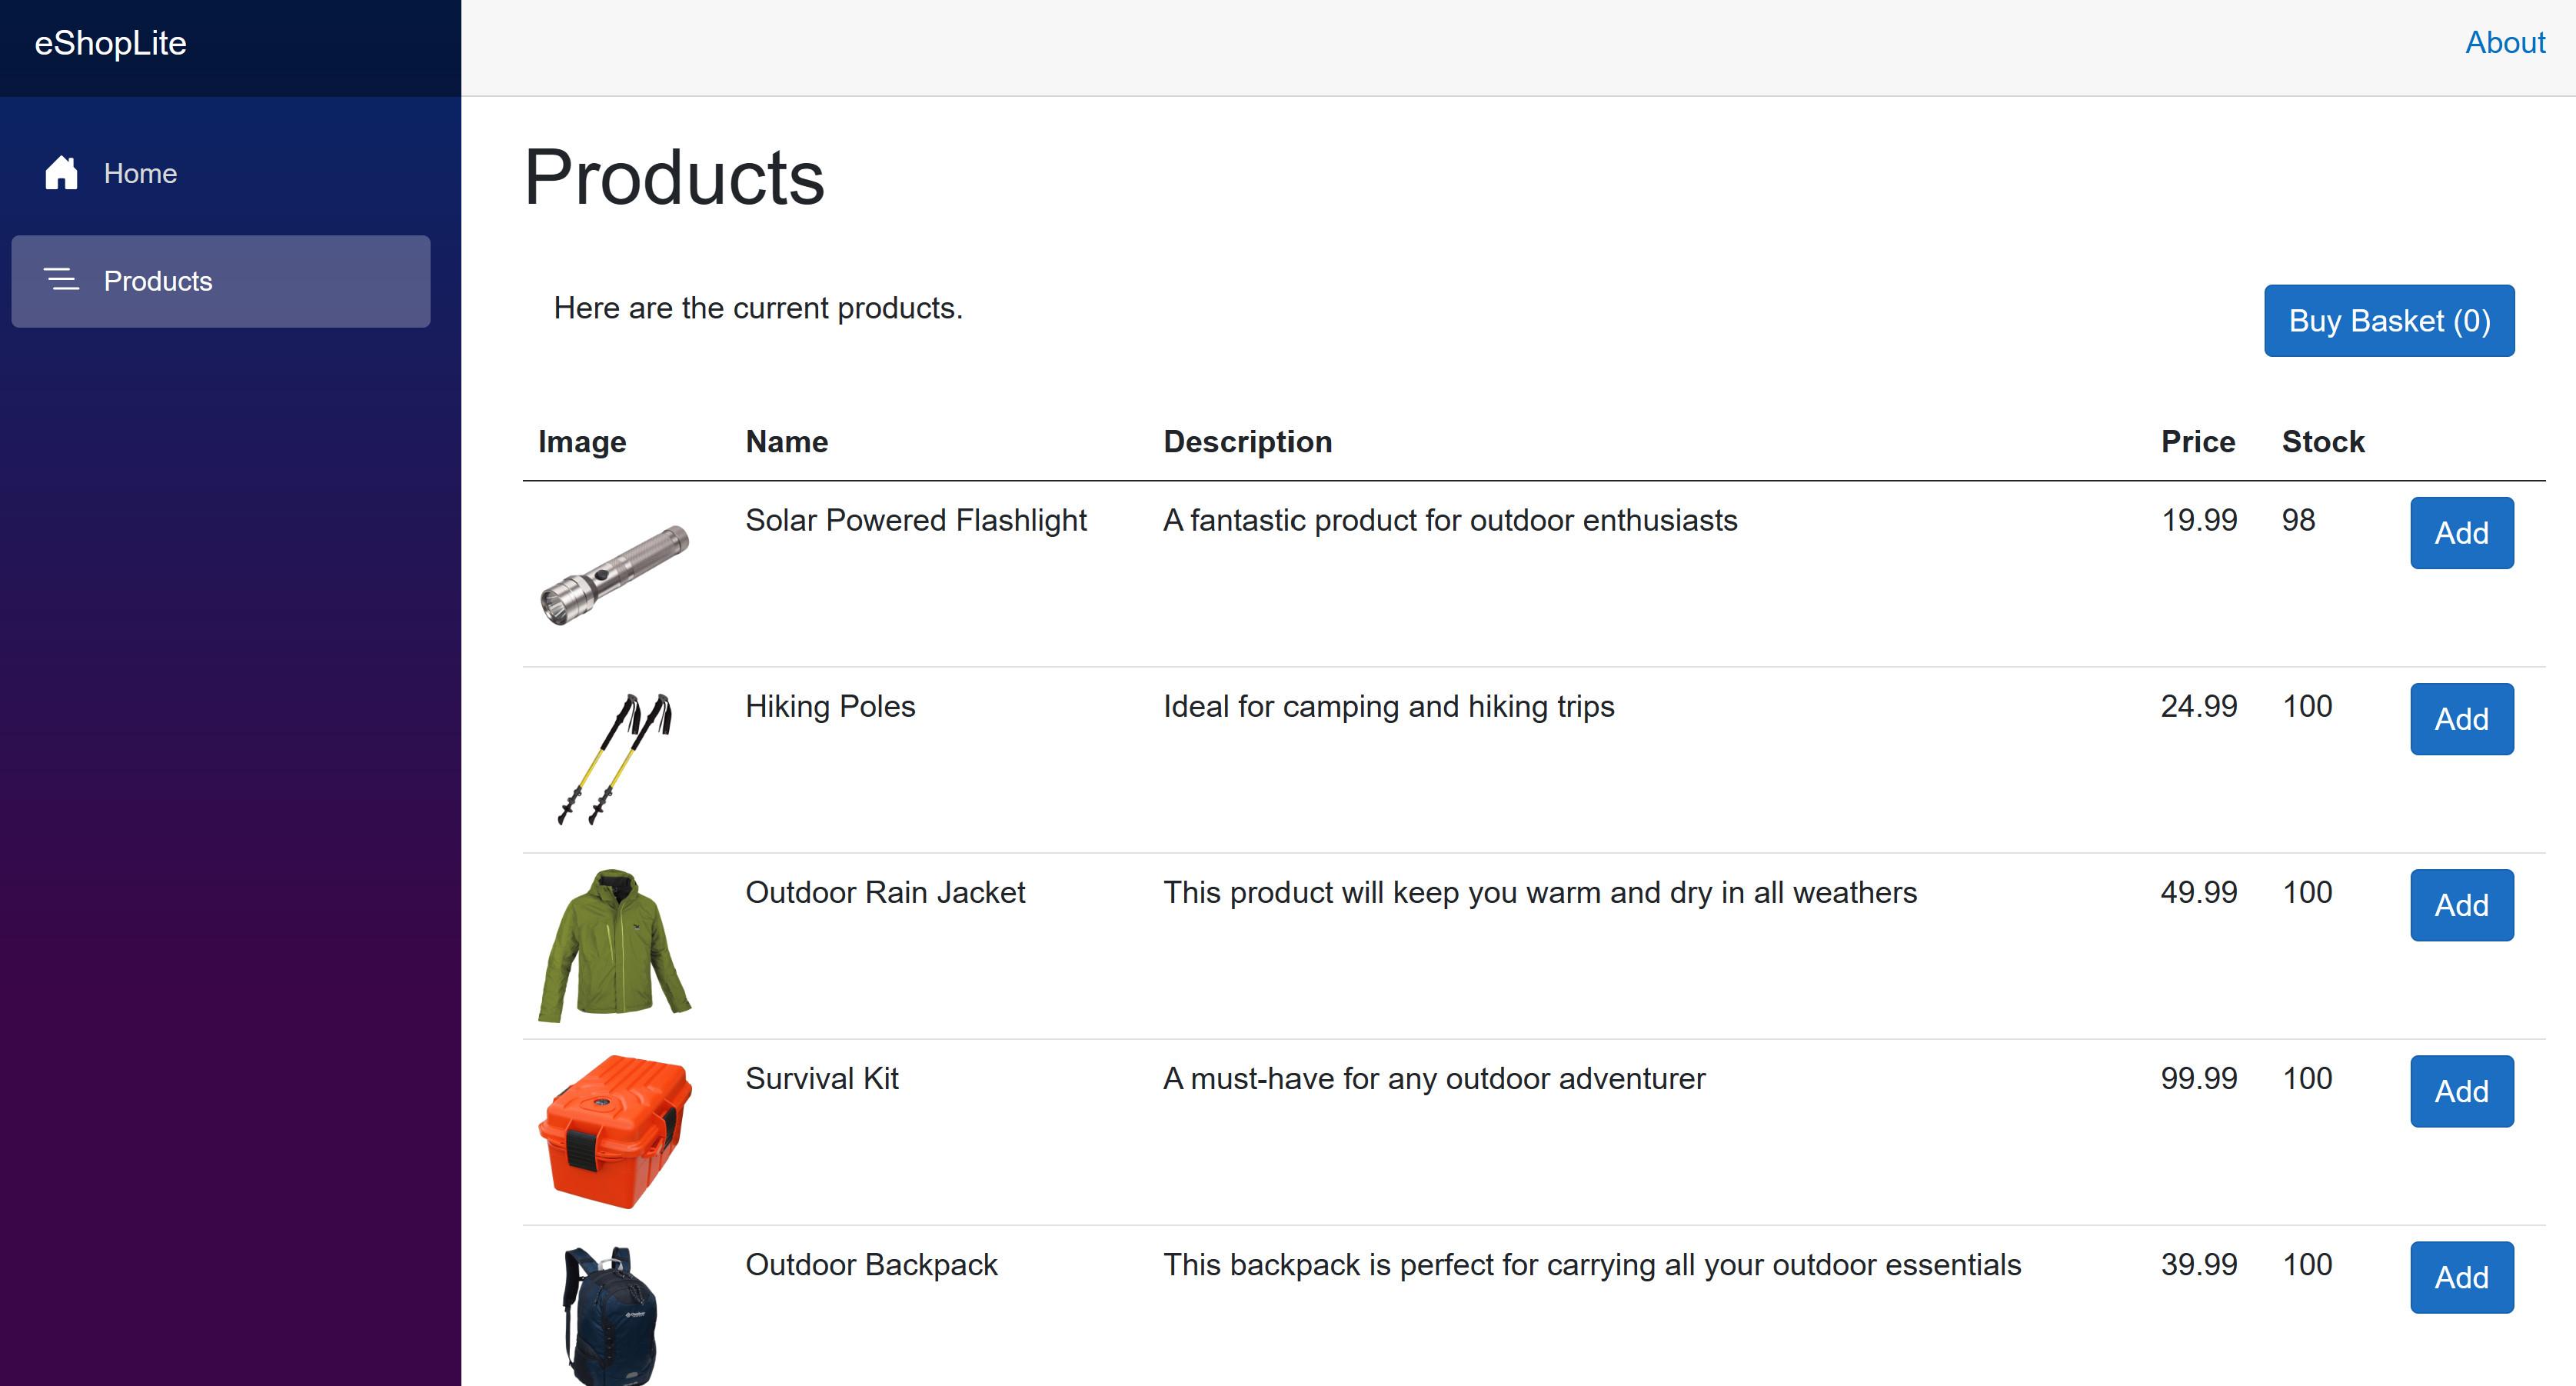 eShopLite
About
Home
Products
Products
Here are the current products.
Buy Basket (0)
Image Name Description Price Stock
Solar Powered Flashlight A fantastic product for outdoor enthusiasts 19.99 98 Add
Hiking Poles Ideal for camping and hiking trips 24.99 100 Add
Outdoor Rain Jacket This product will keep you warm and dry in all weathers 49.99 100 Add
Survival Kit A must-have for any outdoor adventurer 99.99 100 Add
Outdoor Backpack This backpack is perfect for carrying all your outdoor essentials 39.99 100 Add